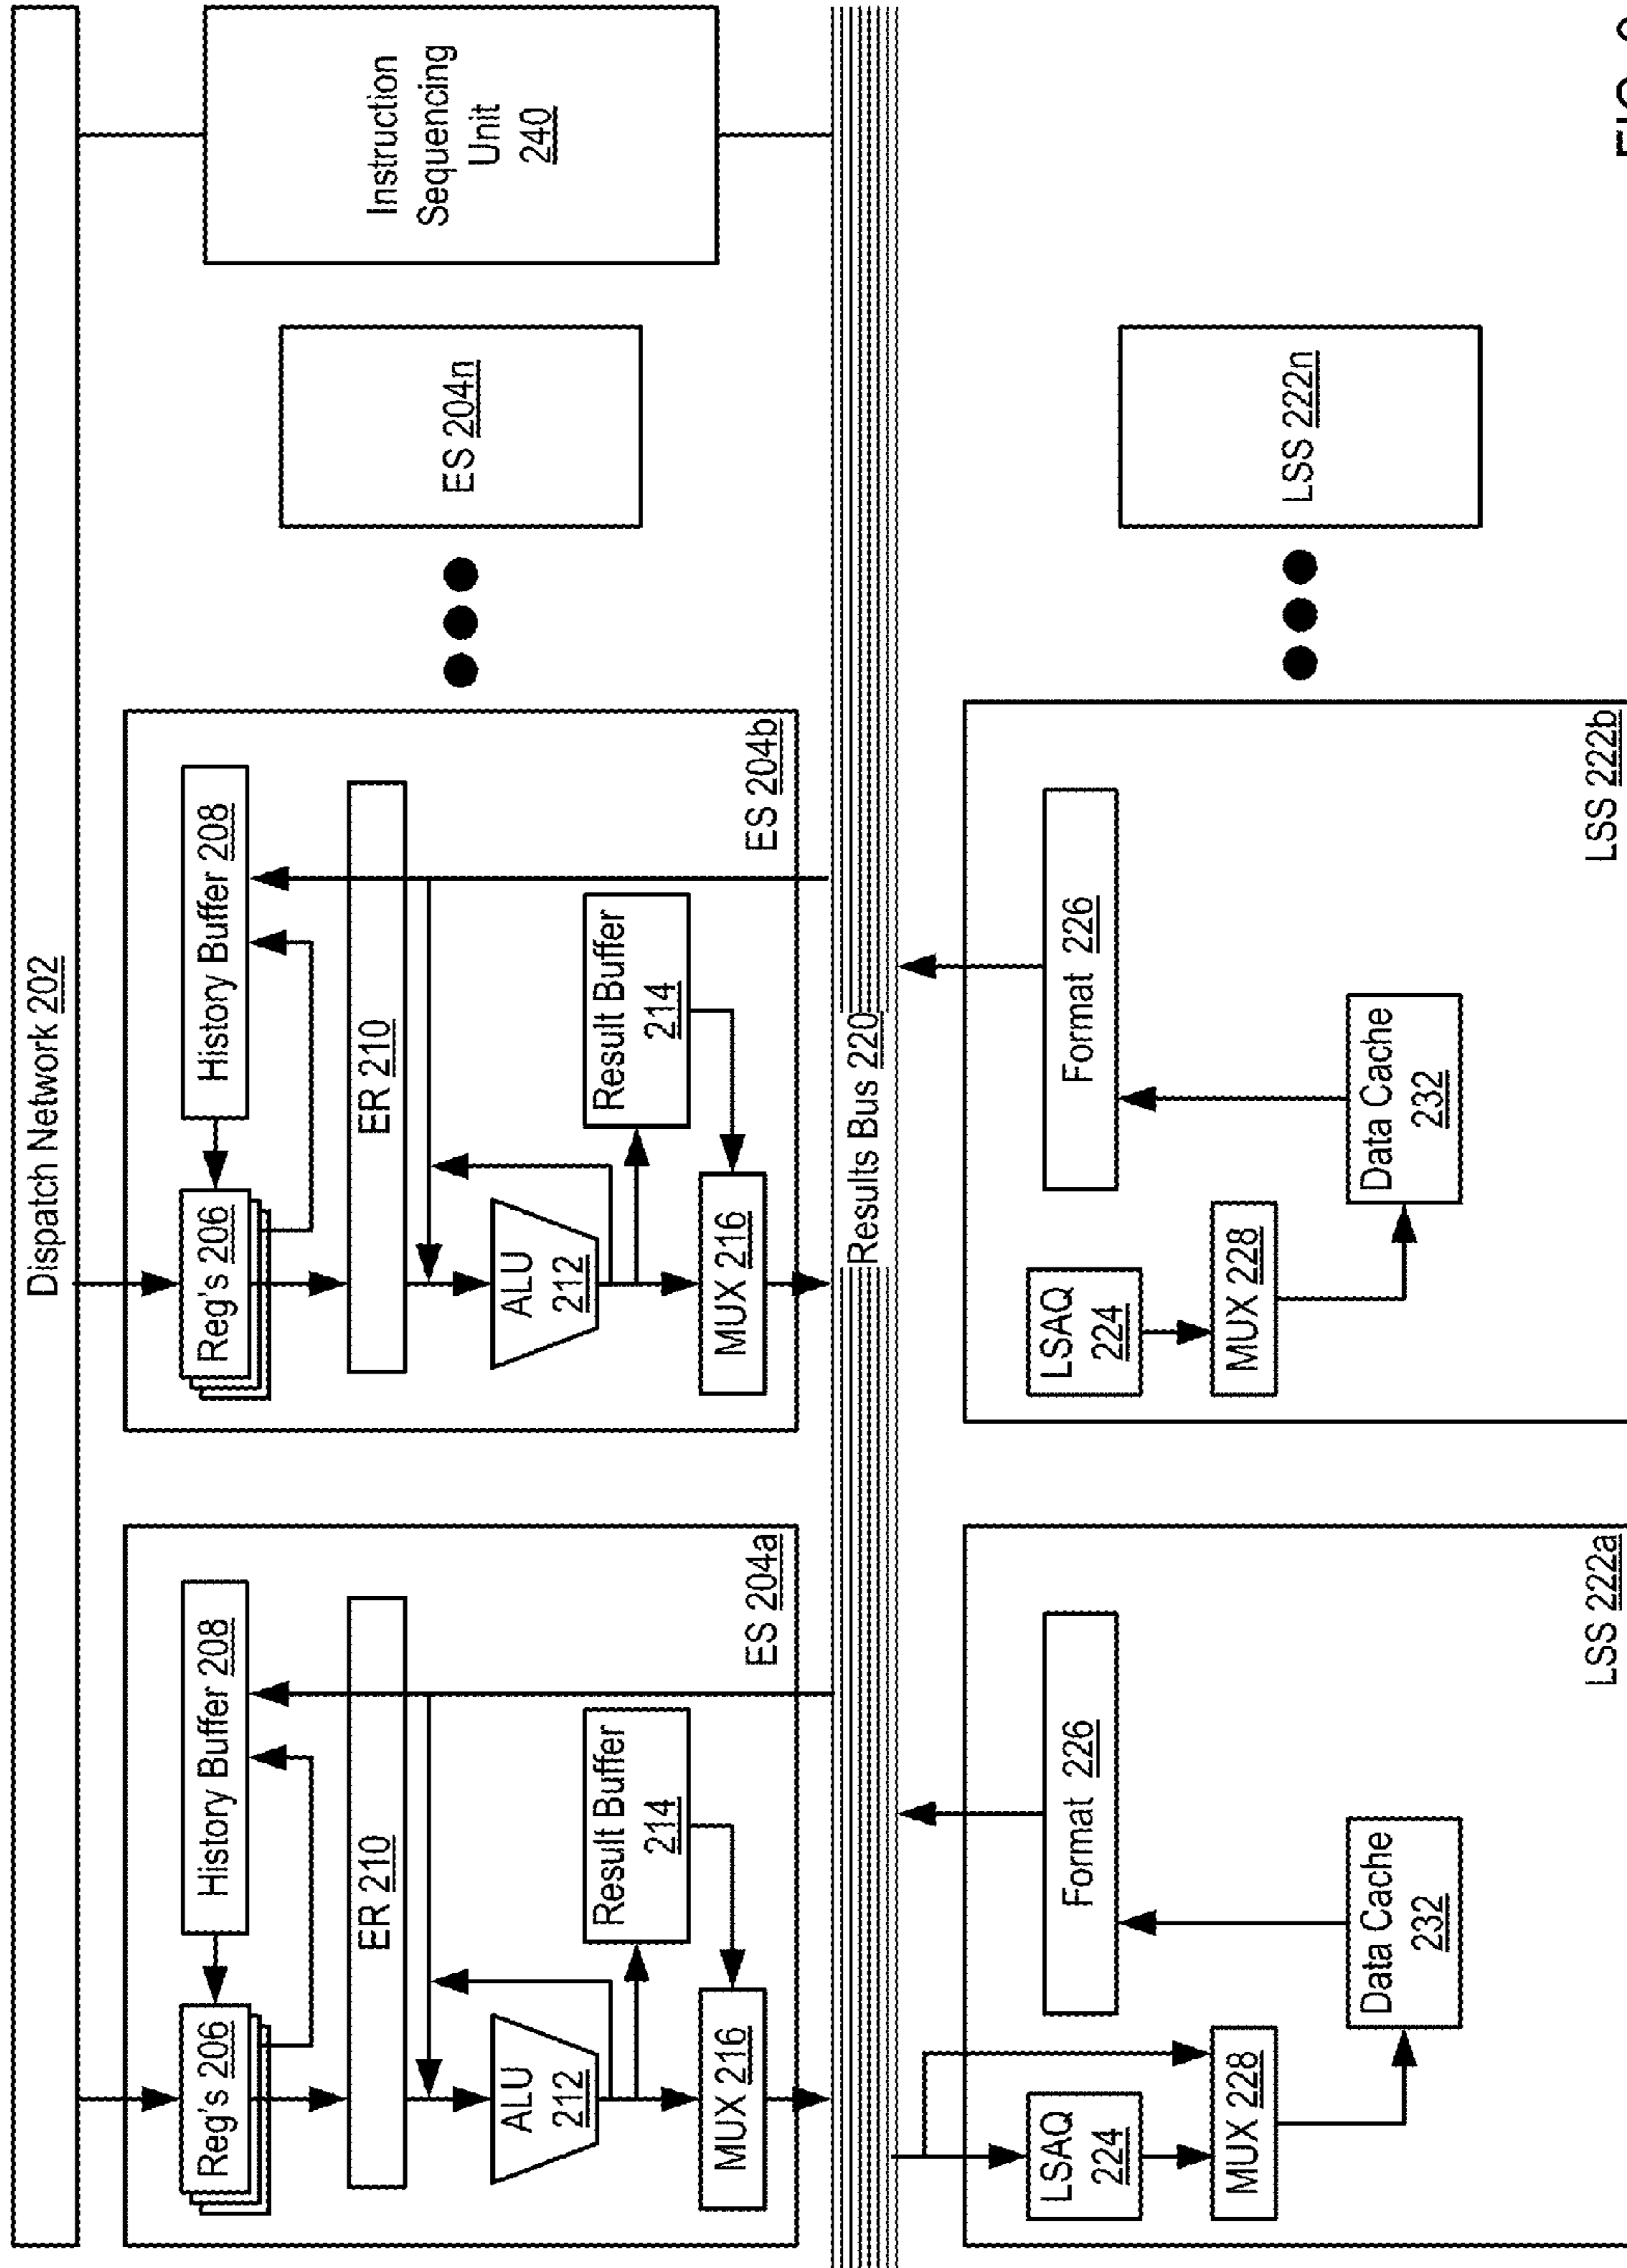 Dispatch Network 202
Reg's 206
History Buffer 208
ER 210
ALU
212
Result Buffer
214
MUX 216
ES 204a
Reg's 206
History Buffer 208
ER 210
ALU
212
Result Buffer
214
MUX 216
ES 204b
ES 204n
Instruction
Sequencing
Unit
240
Results Bus 220
LSAQ
224
MUX 228
Format 226
Data Cache
232
LSS 222a
LSAQ
224
MUX 228
Format 226
Data Cache
232
LSS 222b
LSS 222n